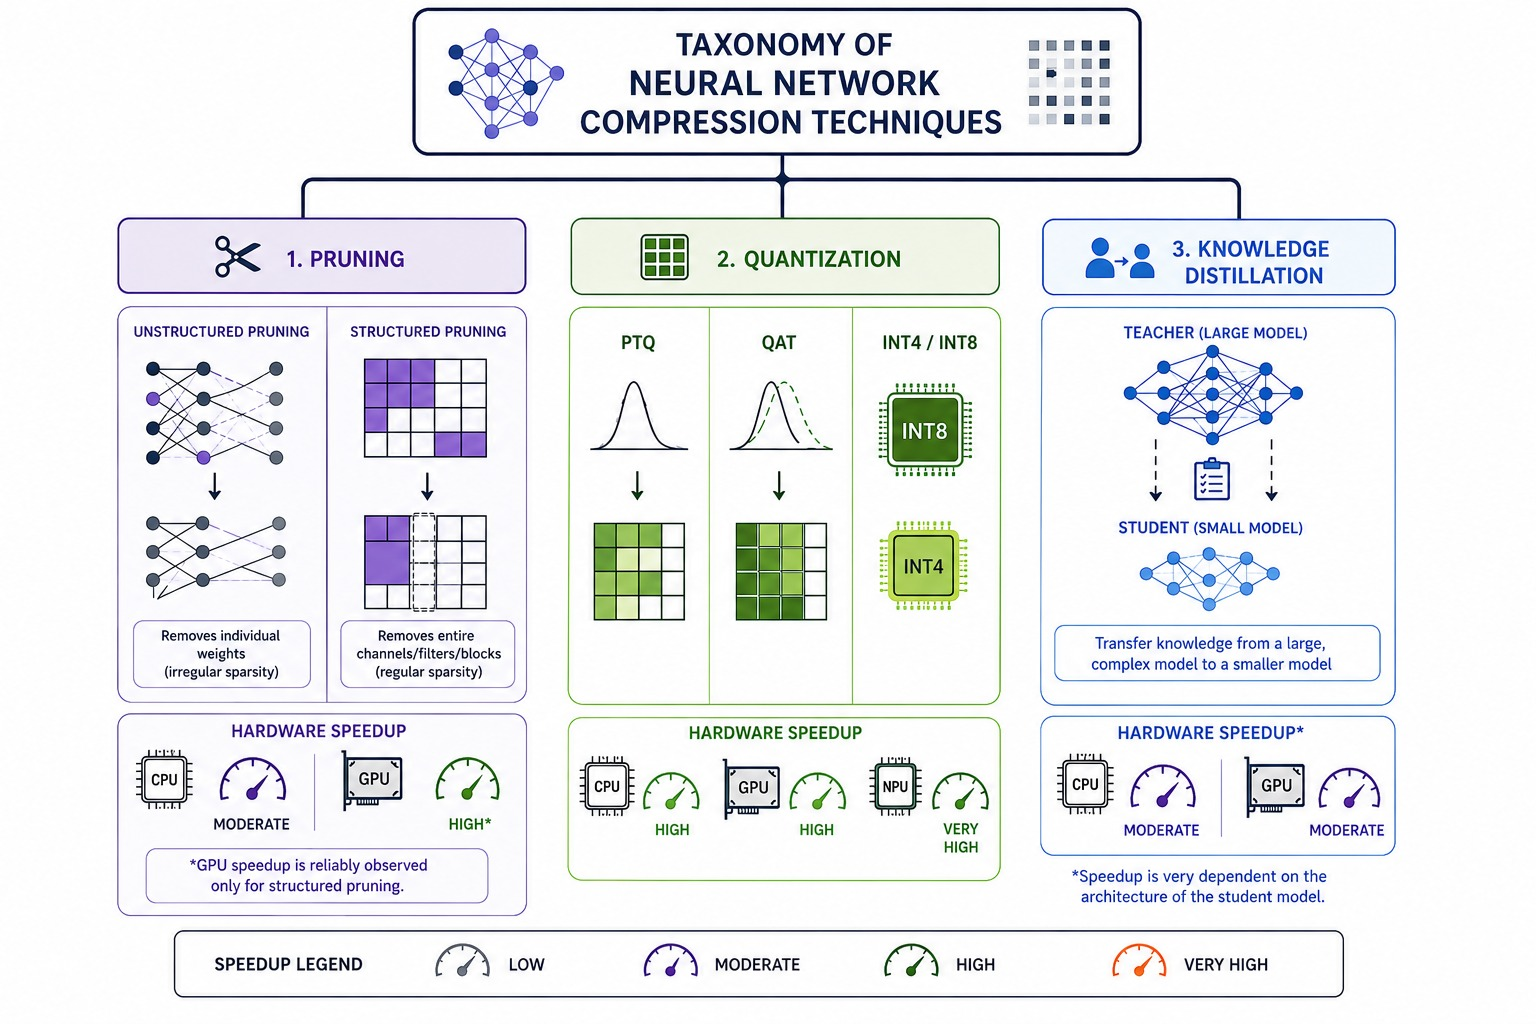 TAXONOMY OF
NEURAL NETWORK
COMPRESSION TECHNIQUES
1. PRUNING
UNSTRUCTURED PRUNING
STRUCTURED PRUNING
Removes individual
weights
(irregular sparsity)
Removes entire
channels/filters/blocks
(regular sparsity)
HARDWARE SPEEDUP
CPU
MODERATE
GPU
HIGH*
*GPU speedup is reliably observed
only for structured pruning.
2. QUANTIZATION
PTQ
QAT
INT4 / INT8
INT8
INT4
HARDWARE SPEEDUP
CPU
HIGH
GPU
HIGH
NPU
VERY
HIGH
3. KNOWLEDGE
DISTILLATION
TEACHER (LARGE MODEL)
STUDENT (SMALL MODEL)
Transfer knowledge from a large,
complex model to a smaller model
HARDWARE SPEEDUP*
CPU
MODERATE
GPU
MODERATE
*Speedup is very dependent on the
architecture of the student model.
SPEEDUP LEGEND
LOW
MODERATE
HIGH
VERY HIGH